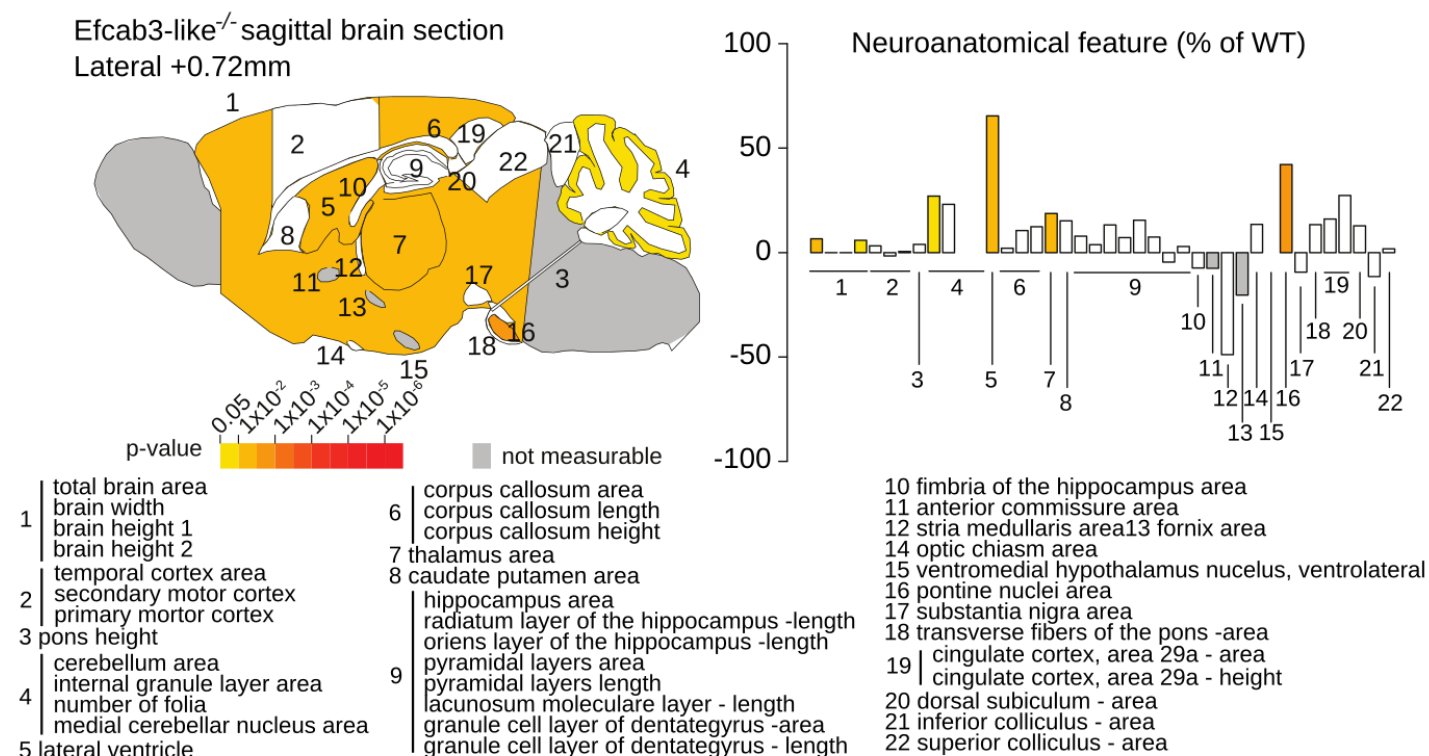 Efcab3-like-/- sagittal brain section
Lateral +0.72mm
1
2
6
19
21
22
4
9
20
10
5
8
7
12
11
17
3
13
16
18
14
15
p-value
0.05
1x10-2
1x10-3
1x10-4
1x10-5
1x10-6
not measurable
Neuroanatomical feature (% of WT)
100
50
0
-50
-100
1
2
3
4
5
6
7
8
9
10
11
12
13
14
15
16
17
18
19
20
21
22
1
total brain area
brain width
brain height 1
brain height 2
2
temporal cortex area
secondary motor cortex
primary mortor cortex
3 pons height
4
cerebellum area
internal granule layer area
number of folia
medial cerebellar nucleus area
5 lateral ventricle
6
corpus callosum area
corpus callosum length
corpus callosum height
7 thalamus area
8 caudate putamen area
9
hippocampus area
radiatum layer of the hippocampus -length
oriens layer of the hippocampus -length
pyramidal layers area
pyramidal layers length
lacunosum moleculare layer - length
granule cell layer of dentategyrus -area
granule cell layer of dentategyrus - length
10 fimbria of the hippocampus area
11 anterior commissure area
12 stria medullaris area13 fornix area
14 optic chiasm area
15 ventromedial hypothalamus nucelus, ventrolateral
16 pontine nuclei area
17 substantia nigra area
18 transverse fibers of the pons -area
19
cingulate cortex, area 29a - area
cingulate cortex, area 29a - height
20 dorsal subiculum - area
21 inferior colliculus - area
22 superior colliculus - area